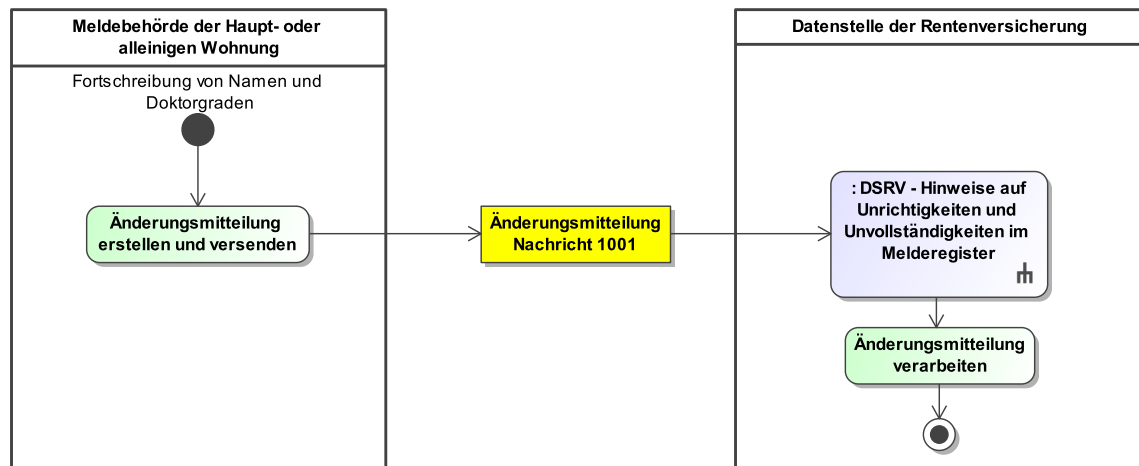 Meldebehörde der Haupt- oder
alleinigen Wohnung
Fortschreibung von Namen und
Doktorgraden
Änderungsmitteilung
erstellen und versenden
Änderungsmitteilung
Nachricht 1001
Datenstelle der Rentenversicherung
: DSRV - Hinweise auf
Unrichtigkeiten und
Unvollständigkeiten im
Melderegister
Änderungsmitteilung
verarbeiten